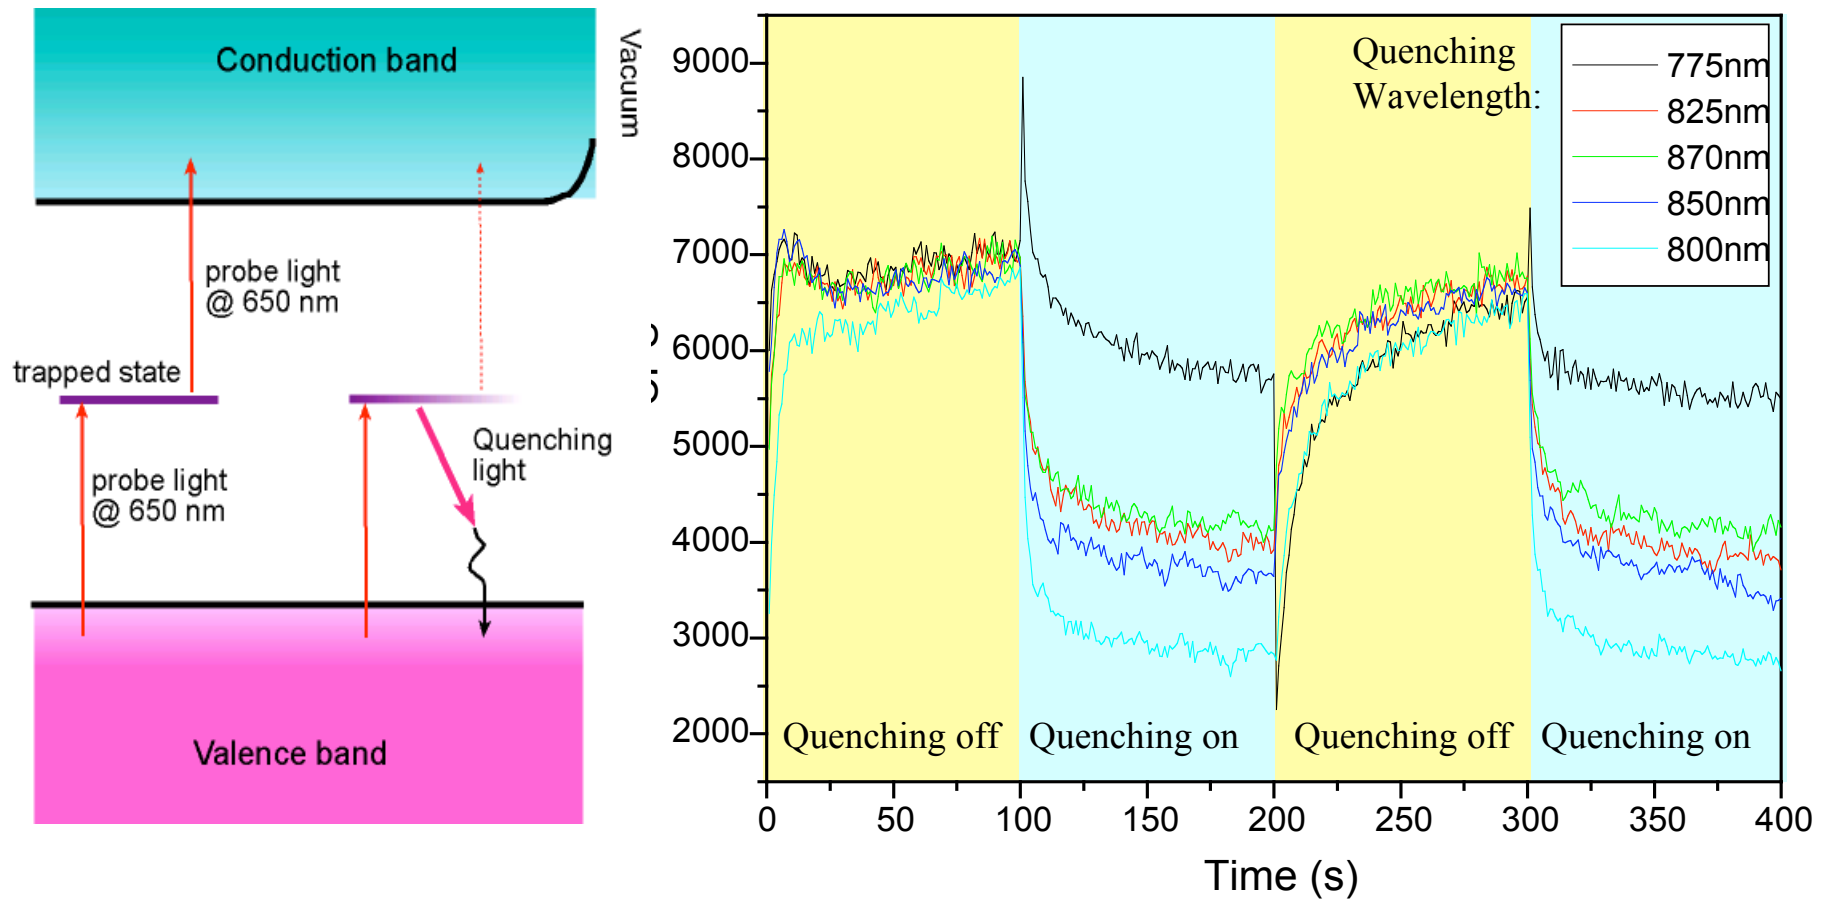 Conduction band
Vacuum
probe light
@ 650 nm
trapped state
probe light
@ 650 nm
Quenching
light
Valence band
9000
8000
7000
6000
5000
4000
3000
2000
Quenching
Wavelength:
775nm
825nm
870nm
850nm
800nm
Quenching off
Quenching on
Quenching off
Quenching on
0
50
100
150
200
250
300
350
400
Time (s)